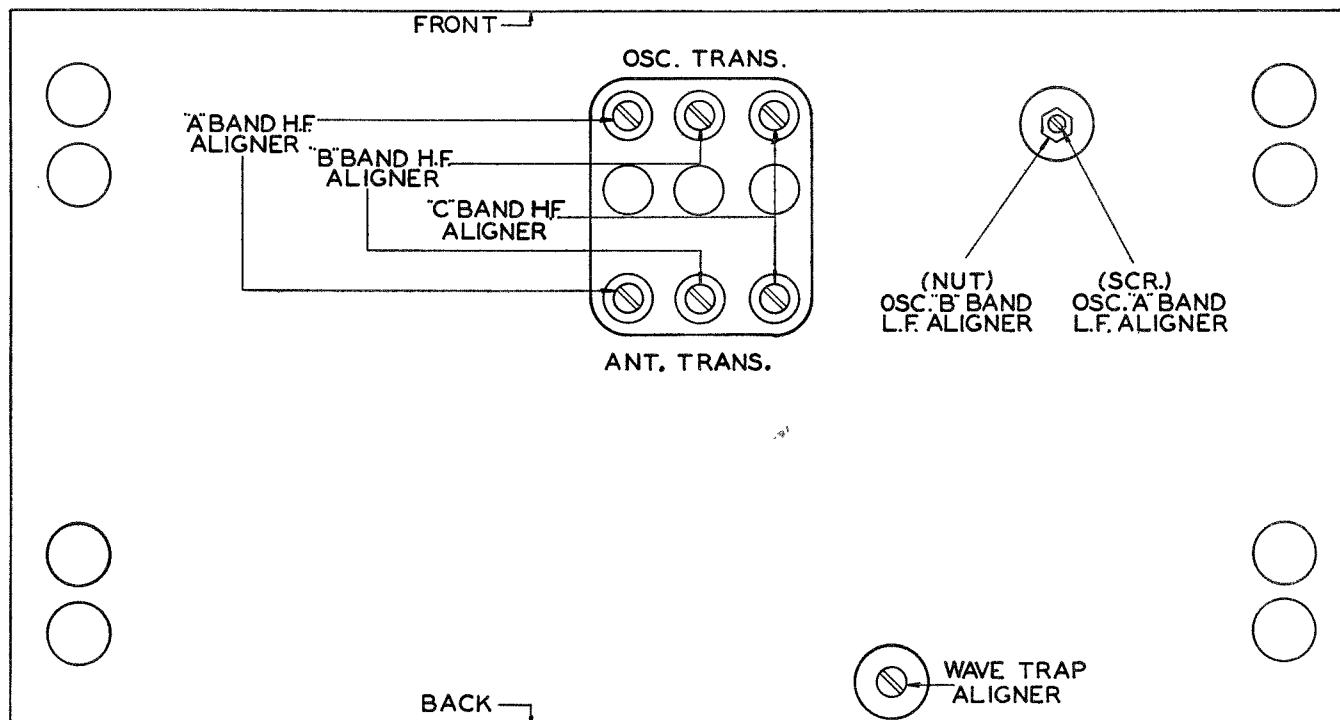 FRONT
OSC. TRANS.
"A" BAND H.F.
ALIGNER
"B" BAND H.F.
ALIGNER
"C" BAND H.F.
ALIGNER
(NUT)
OSC. "B" BAND
L.F. ALIGNER
(SCR.)
OSC. "A" BAND
L.F. ALIGNER
ANT. TRANS.
WAVE TRAP
ALIGNER
BACK